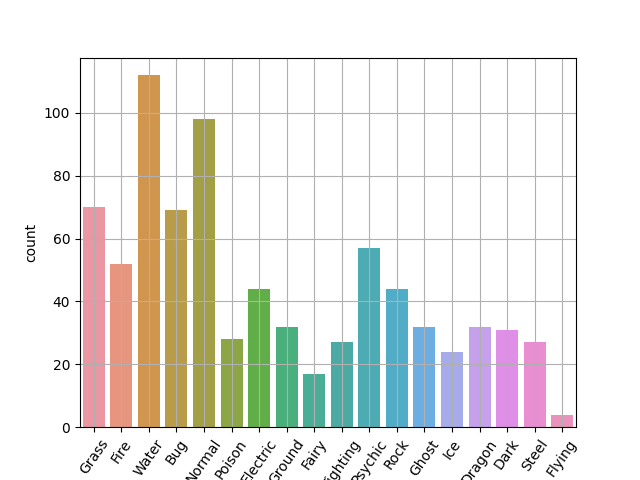 count
100
80
60
40
20
0
Grass
Fire
Water
Bug
Normal
Poison
Electric
Ground
Fairy
ighting
Psychic
Rock
Ghost
Ice
Dragon
Dark
Steel
Flying